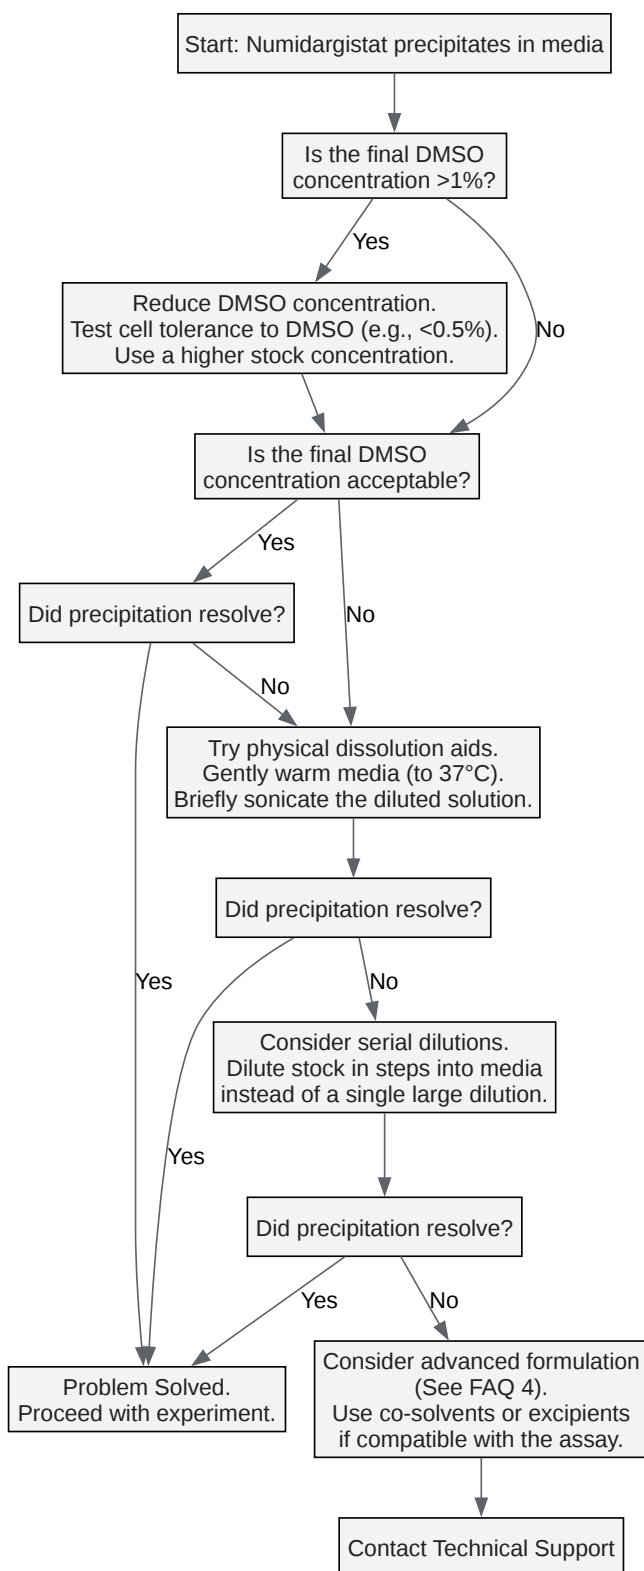 Start: Numidargistat precipitates in media
Is the final DMSO
concentration >1%?
Yes
Reduce DMSO concentration.
Test cell tolerance to DMSO (e.g., <0.5%).
Use a higher stock concentration.
No
Is the final DMSO
concentration acceptable?
Yes
Did precipitation resolve?
No
No
Try physical dissolution aids.
Gently warm media (to 37°C).
Briefly sonicate the diluted solution.
Did precipitation resolve?
Yes
No
Consider serial dilutions.
Dilute stock in steps into media
instead of a single large dilution.
Yes
Did precipitation resolve?
Yes
No
Problem Solved.
Proceed with experiment.
Consider advanced formulation
(See FAQ 4).
Use co-solvents or excipients
if compatible with the assay.
Contact Technical Support